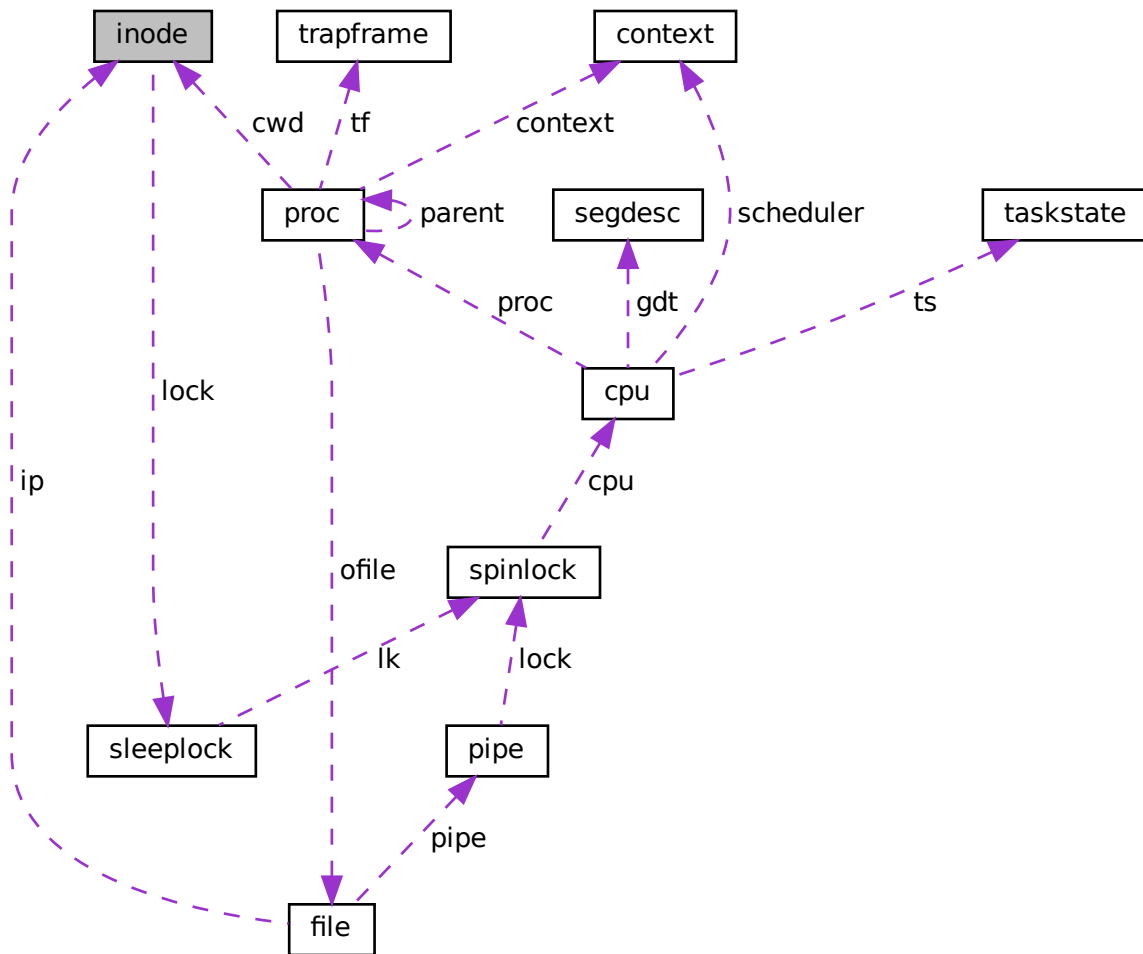 inode
trapframe
context
cwd
tf
context
proc
parent
segdesc
scheduler
taskstate
proc
gdt
ts
cpu
lock
ip
cpu
ofile
spinlock
lk
lock
sleeplock
pipe
pipe
file